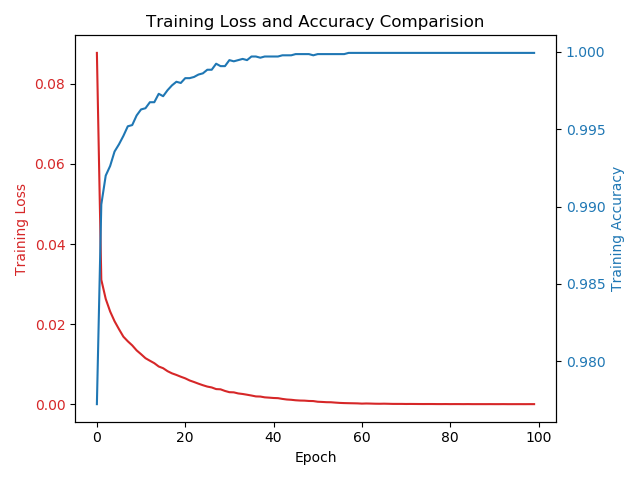 Training Loss and Accuracy Comparision
0.08
0.06
0.04
0.02
0.00
Training Loss
1.000
0.995
0.990
0.985
0.980
Training Accuracy
0 20 40 60 80 100
Epoch